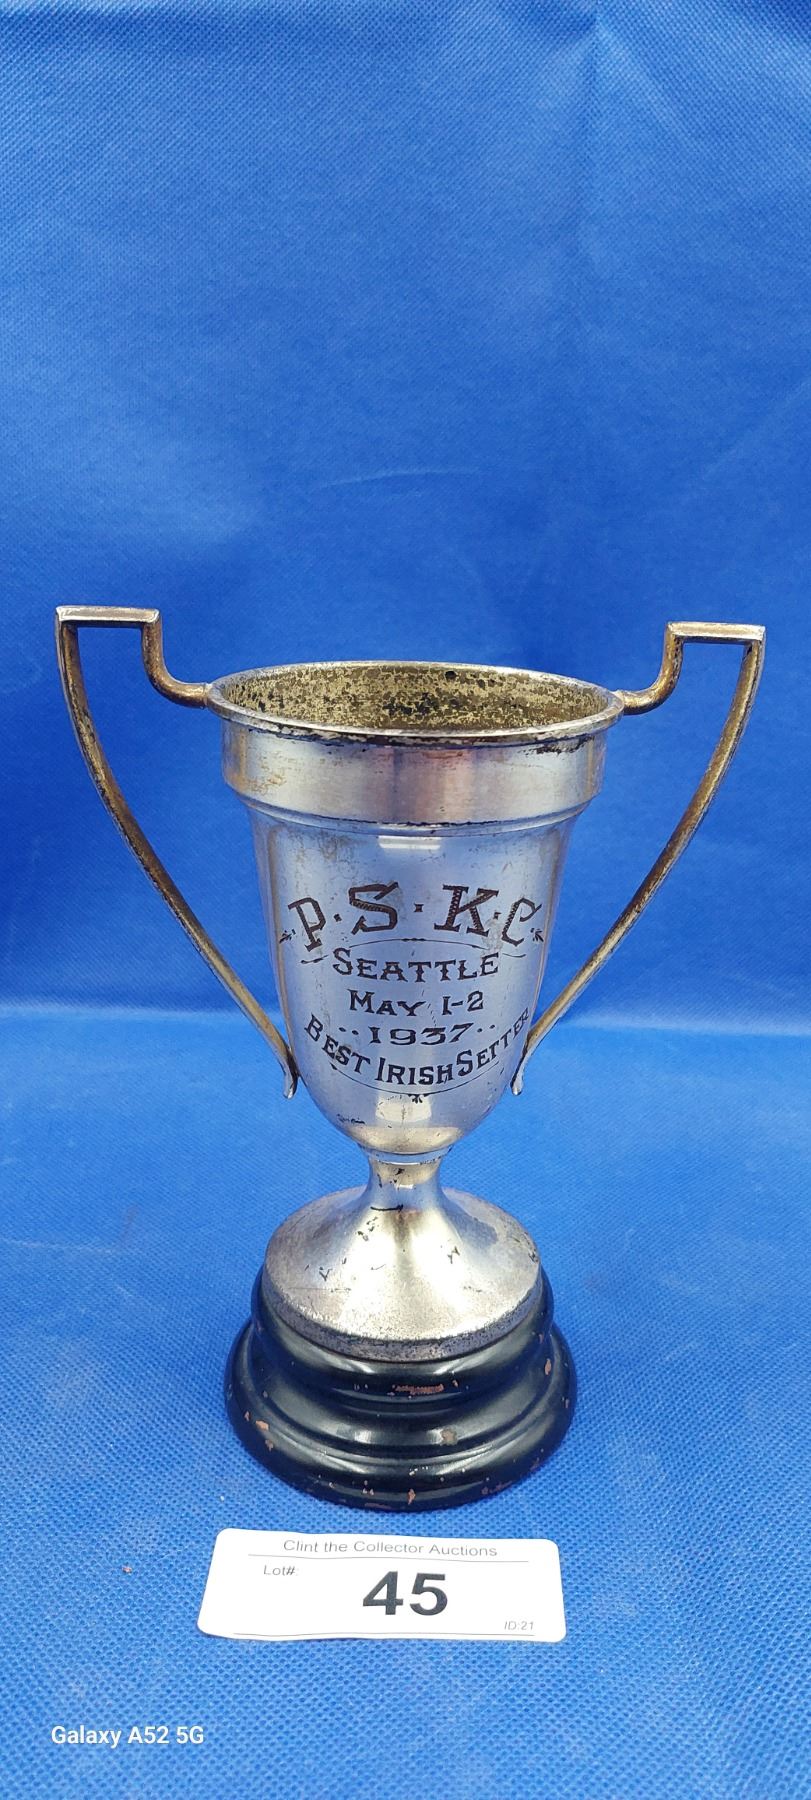 P·S·K·C
SEATTLE
MAY 1-2
··1937··
BEST IRISH SETTER
Clint the Collector Auctions
Lot#:
45
ID:21
Galaxy A52 5G